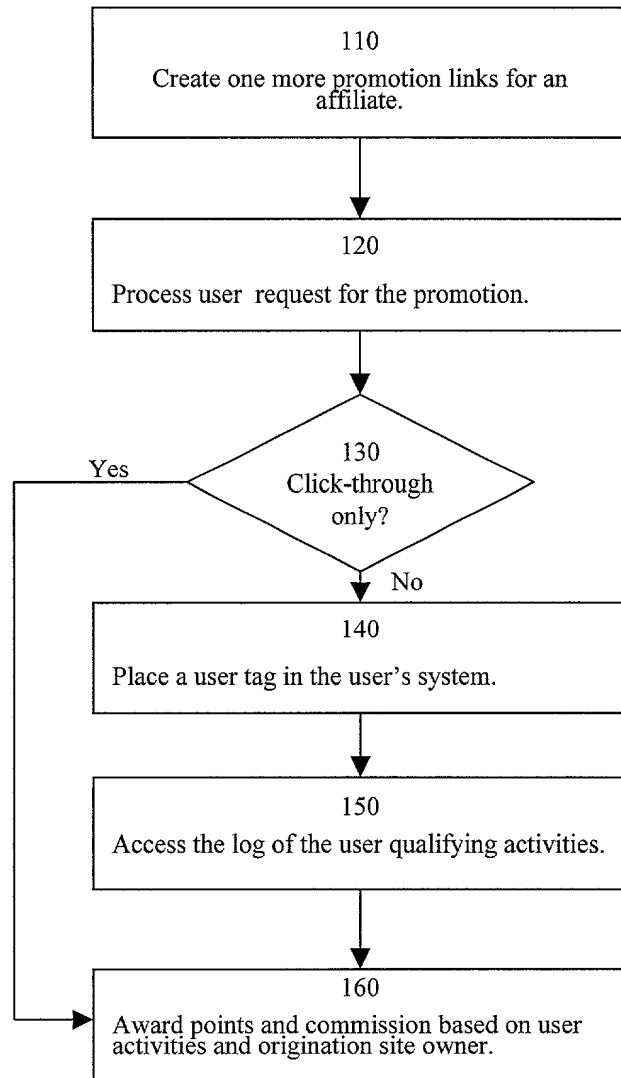 110
Create one more promotion links for an
affiliate.
120
Process user request for the promotion.
130
Click-through
only?
Yes
No
140
Place a user tag in the user's system.
150
Access the log of the user qualifying activities.
160
Award points and commission based on user
activities and origination site owner.